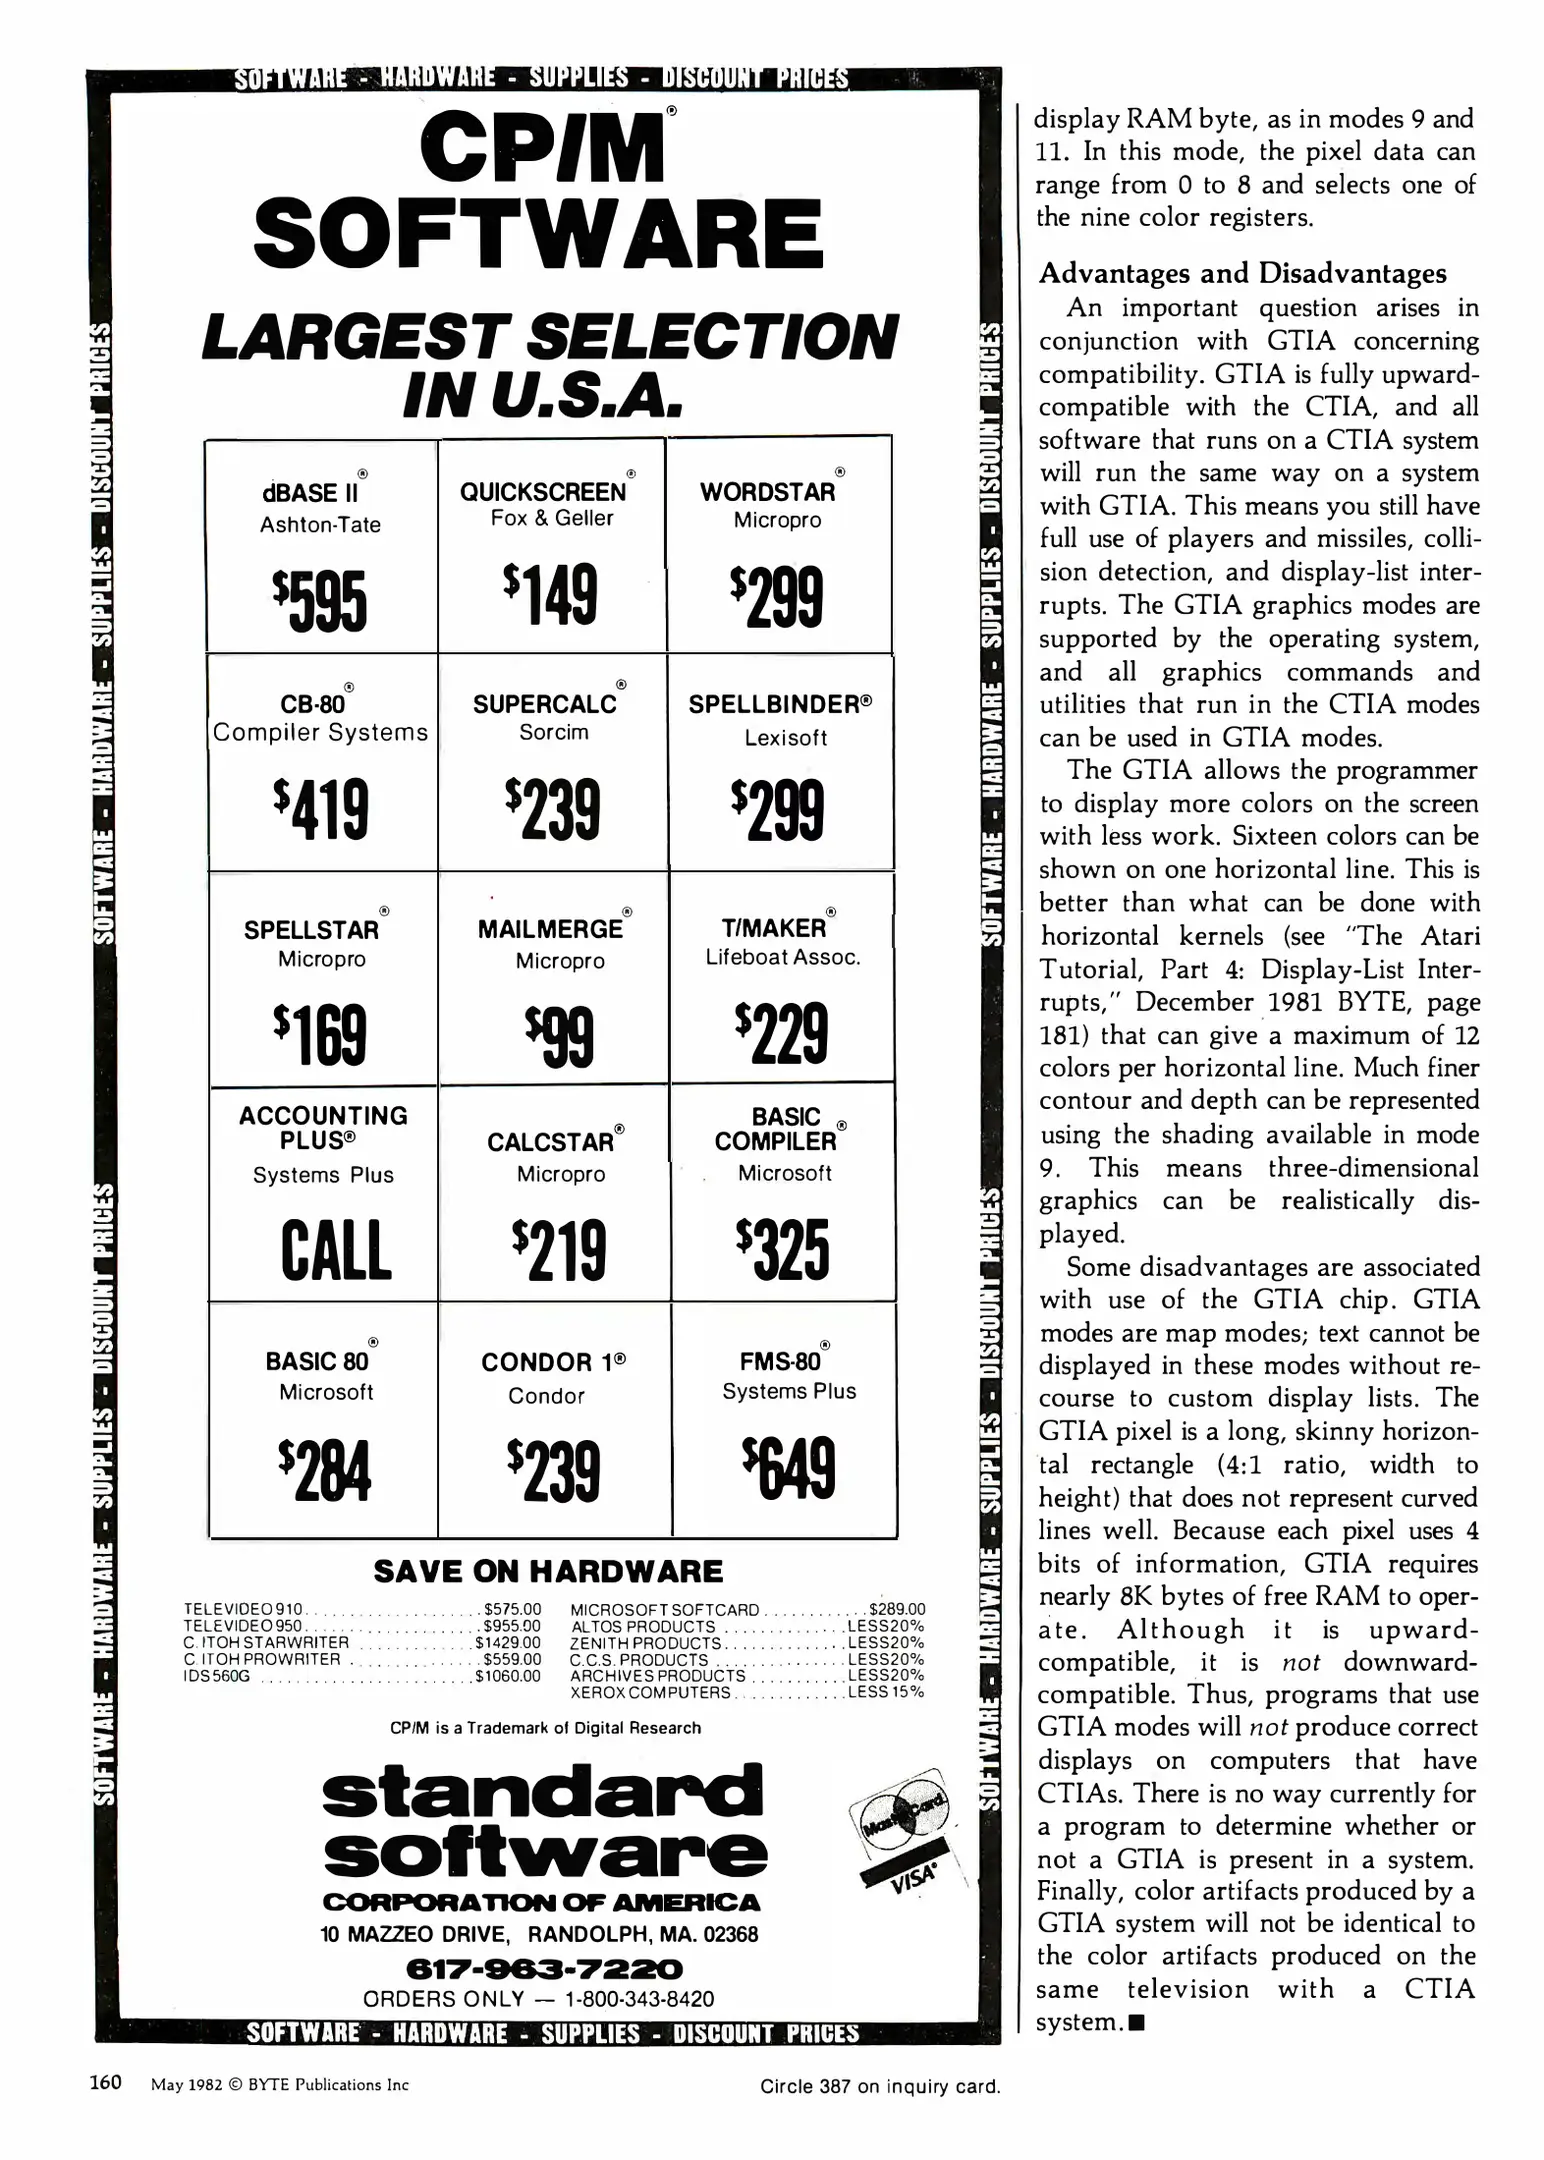 SOFTWARE - HARDWARE - SUPPLIES - DISCOUNT PRICES
SOFTWARE - HARDWARE - SUPPLIES - DISCOUNT PRICES
SOFTWARE - HARDWARE - SUPPLIES - DISCOUNT PRICES
CP/M®
SOFTWARE
LARGEST SELECTION
IN U.S.A.
dBASE II®
Ashton-Tate
$595
QUICKSCREEN®
Fox & Geller
$149
WORDSTAR®
Micropro
$299
CB-80®
Compiler Systems
$419
SUPERCALC®
Sorcim
$239
SPELLBINDER®
Lexisoft
$299
SPELLSTAR®
Micropro
$169
MAILMERGE®
Micropro
$99
T/MAKER®
Lifeboat Assoc.
$229
ACCOUNTING
PLUS®
Systems Plus
CALL
CALCSTAR®
Micropro
$219
BASIC
COMPILER®
Microsoft
$325
BASIC 80®
Microsoft
$284
CONDOR 1®
Condor
$239
FMS-80®
Systems Plus
$649
SAVE ON HARDWARE
TELEVIDEO 910.....................$575.00
TELEVIDEO 950.....................$955.00
C. ITOH STARWRITER .............$1429.00
C. ITOH PROWRITER ...............$559.00
IDS 560G ........................$1060.00
MICROSOFT SOFTCARD............$289.00
ALTOS PRODUCTS ..............LESS20%
ZENITH PRODUCTS..............LESS20%
C.C.S. PRODUCTS ...............LESS20%
ARCHIVES PRODUCTS ...........LESS20%
XEROX COMPUTERS.............LESS 15%
CP/M is a Trademark of Digital Research
standard
software
CORPORATION OF AMERICA
10 MAZZEO DRIVE, RANDOLPH, MA. 02368
617-963-7220
ORDERS ONLY — 1-800-343-8420
MasterCard
VISA®
SOFTWARE - HARDWARE - SUPPLIES - DISCOUNT PRICES
SOFTWARE - HARDWARE - SUPPLIES - DISCOUNT PRICES
SOFTWARE - HARDWARE - SUPPLIES - DISCOUNT PRICES
display RAM byte, as in modes 9 and
11. In this mode, the pixel data can
range from 0 to 8 and selects one of
the nine color registers.
Advantages and Disadvantages
An important question arises in
conjunction with GTIA concerning
compatibility. GTIA is fully upward-
compatible with the CTIA, and all
software that runs on a CTIA system
will run the same way on a system
with GTIA. This means you still have
full use of players and missiles, colli-
sion detection, and display-list inter-
rupts. The GTIA graphics modes are
supported by the operating system,
and all graphics commands and
utilities that run in the CTIA modes
can be used in GTIA modes.
The GTIA allows the programmer
to display more colors on the screen
with less work. Sixteen colors can be
shown on one horizontal line. This is
better than what can be done with
horizontal kernels (see "The Atari
Tutorial, Part 4: Display-List Inter-
rupts," December 1981 BYTE, page
181) that can give a maximum of 12
colors per horizontal line. Much finer
contour and depth can be represented
using the shading available in mode
9. This means three-dimensional
graphics can be realistically dis-
played.
Some disadvantages are associated
with use of the GTIA chip. GTIA
modes are map modes; text cannot be
displayed in these modes without re-
course to custom display lists. The
GTIA pixel is a long, skinny horizon-
tal rectangle (4:1 ratio, width to
height) that does not represent curved
lines well. Because each pixel uses 4
bits of information, GTIA requires
nearly 8K bytes of free RAM to oper-
ate. Although it is upward-
compatible, it is not downward-
compatible. Thus, programs that use
GTIA modes will not produce correct
displays on computers that have
CTIAs. There is no way currently for
a program to determine whether or
not a GTIA is present in a system.
Finally, color artifacts produced by a
GTIA system will not be identical to
the color artifacts produced on the
same television with a CTIA
system.■
160 May 1982 © BYTE Publications Inc
Circle 387 on inquiry card.